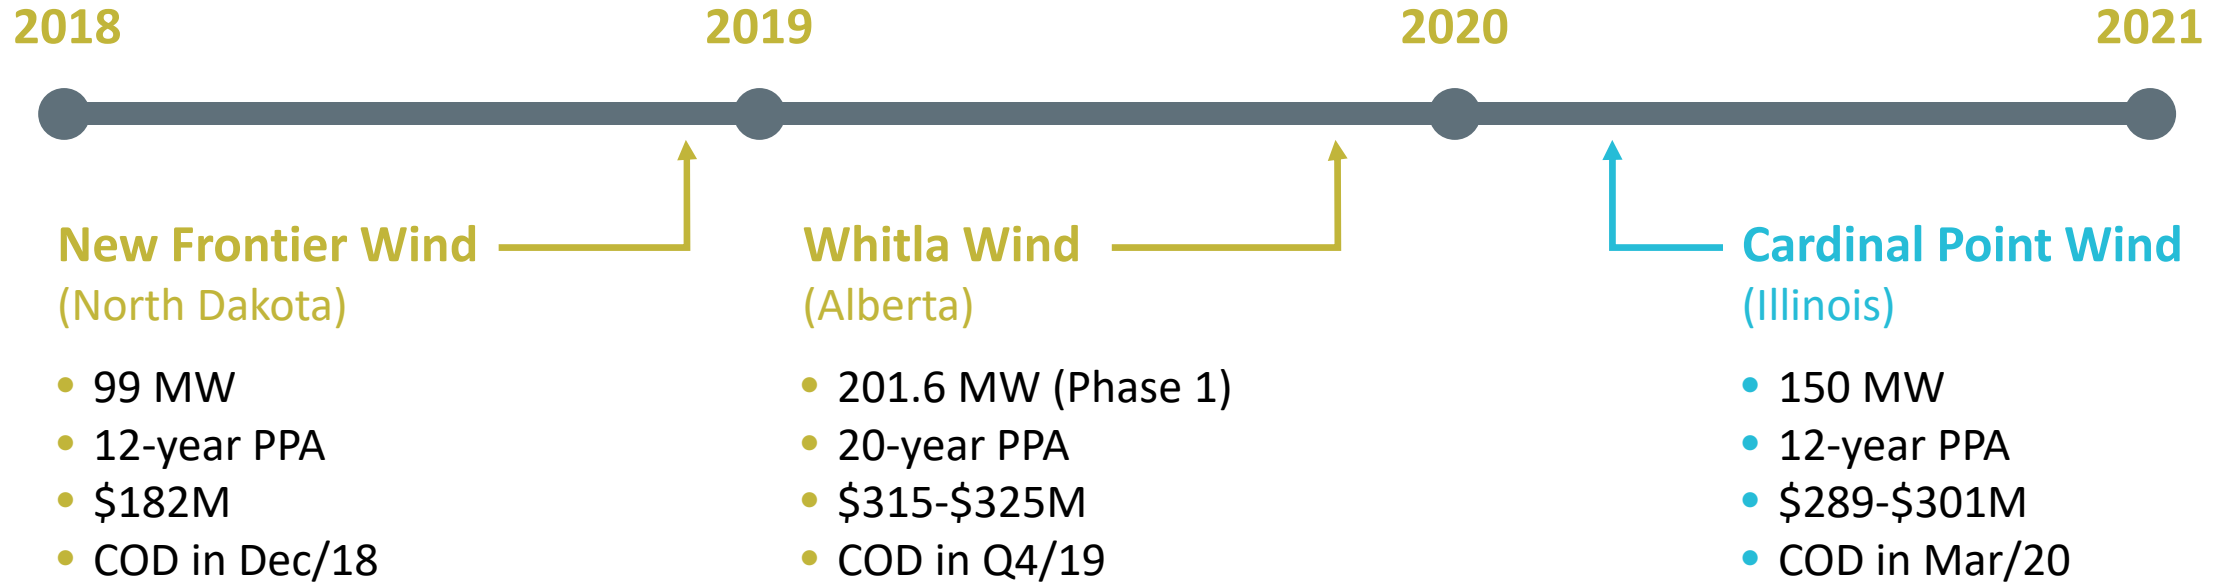 2018
2019
2020
2021
New Frontier Wind
(North Dakota)
• 99 MW
• 12-year PPA
• $182M
• COD in Dec/18
Whitla Wind
(Alberta)
• 201.6 MW (Phase 1)
• 20-year PPA
• $315-$325M
• COD in Q4/19
Cardinal Point Wind
(Illinois)
• 150 MW
• 12-year PPA
• $289-$301M
• COD in Mar/20